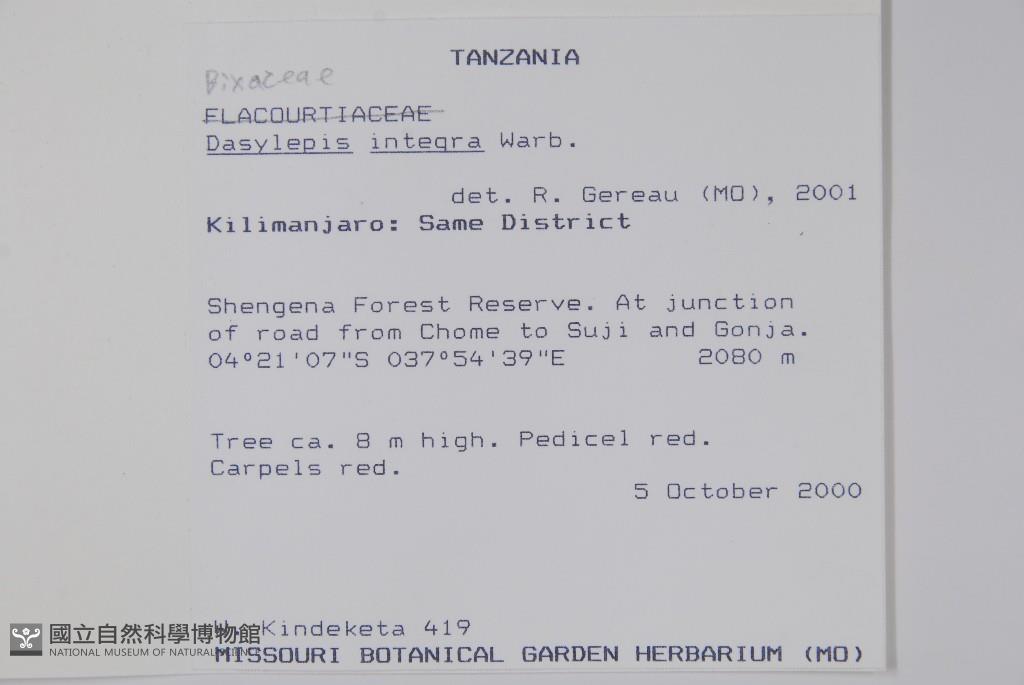 TANZANIA
Bixaceae
FLACOURTIACEAE
Dasylepis integra Warb.
det. R. Gereau (MO), 2001
Kilimanjaro: Same District
Shengena Forest Reserve. At junction
of road from Chome to Suji and Gonja.
04°21'07"S 037°54'39"E 2080 m
Tree ca. 8 m high. Pedicel red.
Carpels red.
5 October 2000
Kindeketa 419
MISSOURI BOTANICAL GARDEN HERBARIUM (MO)
國立自然科學博物館
NATIONAL MUSEUM OF NATURAL SCIENCE